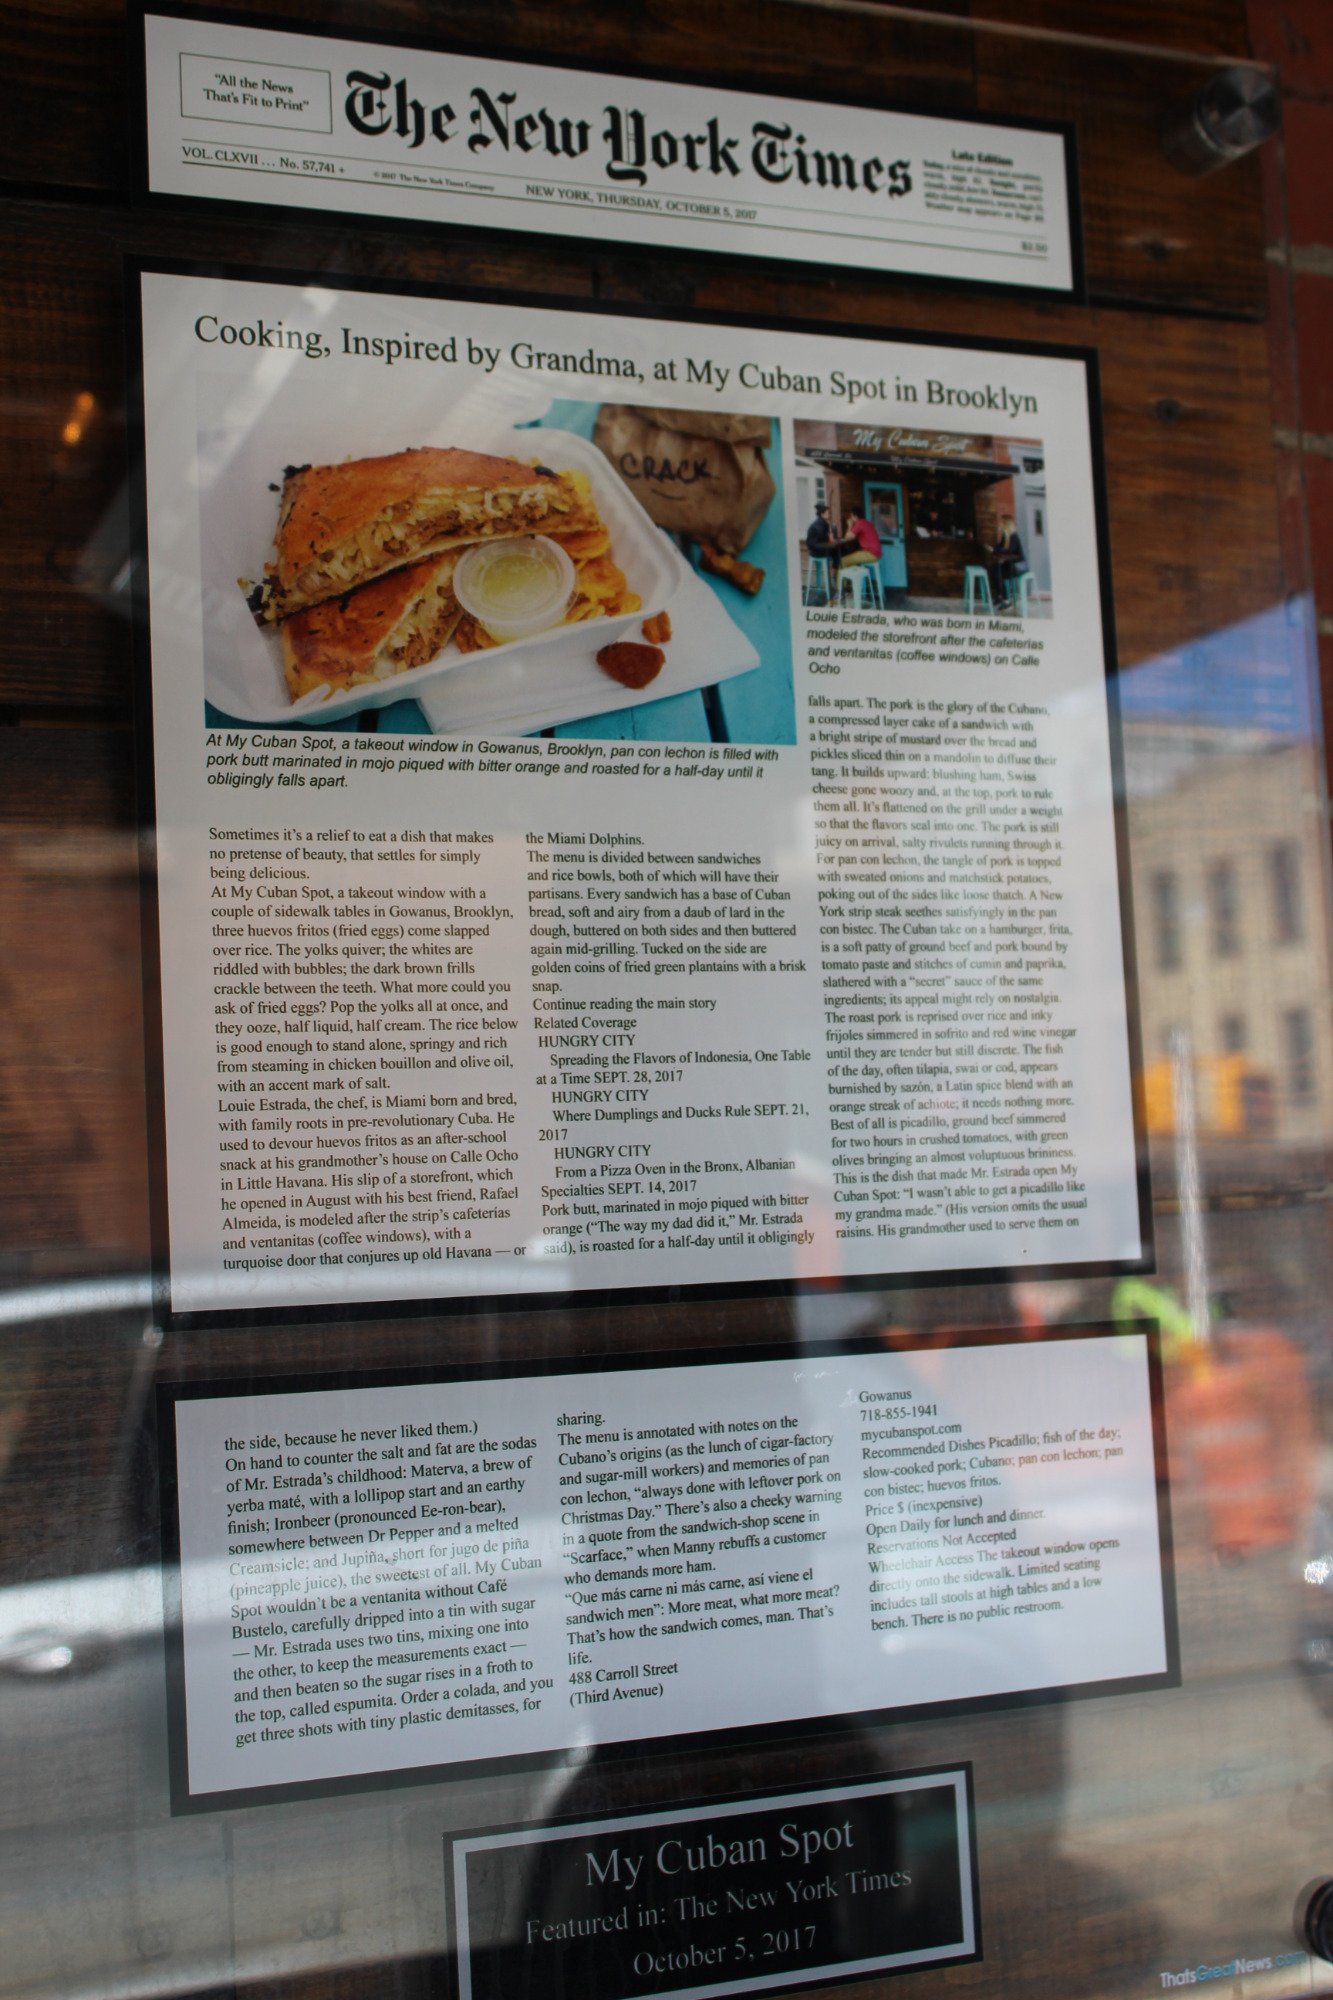 "All the News
That's Fit to Print"
The New York Times
Late Edition
VOL. CLXVII . . . No. 57,741 +
© 2017 The New York Times Company
NEW YORK, THURSDAY, OCTOBER 5, 2017
$2.50
Cooking, Inspired by Grandma, at My Cuban Spot in Brooklyn
CRACK
My Cuban Spot
At My Cuban Spot, a takeout window in Gowanus, Brooklyn, pan con lechon is filled with
pork butt marinated in mojo piqued with bitter orange and roasted for a half-day until it
obligingly falls apart.
Louie Estrada, who was born in Miami,
modeled the storefront after the cafeterias
and ventanitas (coffee windows) on Calle
Ocho
Sometimes it's a relief to eat a dish that makes
no pretense of beauty, that settles for simply
being delicious.
At My Cuban Spot, a takeout window with a
couple of sidewalk tables in Gowanus, Brooklyn,
three huevos fritos (fried eggs) come slapped
over rice. The yolks quiver; the whites are
riddled with bubbles; the dark brown frills
crackle between the teeth. What more could you
ask of fried eggs? Pop the yolks all at once, and
they ooze, half liquid, half cream. The rice below
is good enough to stand alone, springy and rich
from steaming in chicken bouillon and olive oil,
with an accent mark of salt.
Louie Estrada, the chef, is Miami born and bred,
with family roots in pre-revolutionary Cuba. He
used to devour huevos fritos as an after-school
snack at his grandmother's house on Calle Ocho
in Little Havana. His slip of a storefront, which
he opened in August with his best friend, Rafael
Almeida, is modeled after the strip's cafeterias
and ventanitas (coffee windows), with a
turquoise door that conjures up old Havana — or
the Miami Dolphins.
The menu is divided between sandwiches
and rice bowls, both of which will have their
partisans. Every sandwich has a base of Cuban
bread, soft and airy from a daub of lard in the
dough, buttered on both sides and then buttered
again mid-grilling. Tucked on the side are
golden coins of fried green plantains with a brisk
snap.
Continue reading the main story
Related Coverage
HUNGRY CITY
Spreading the Flavors of Indonesia, One Table
at a Time SEPT. 28, 2017
HUNGRY CITY
Where Dumplings and Ducks Rule SEPT. 21,
2017
HUNGRY CITY
From a Pizza Oven in the Bronx, Albanian
Specialties SEPT. 14, 2017
Pork butt, marinated in mojo piqued with bitter
orange ("The way my dad did it," Mr. Estrada
said), is roasted for a half-day until it obligingly
falls apart. The pork is the glory of the Cubano,
a compressed layer cake of a sandwich with
a bright stripe of mustard over the bread and
pickles sliced thin on a mandolin to diffuse their
tang. It builds upward: blushing ham, Swiss
cheese gone woozy and, at the top, pork to rule
them all. It's flattened on the grill under a weight
so that the flavors seal into one. The pork is still
juicy on arrival, salty rivulets running through it.
For pan con lechon, the tangle of pork is topped
with sweated onions and matchstick potatoes,
poking out of the sides like loose thatch. A New
York strip steak seethes satisfyingly in the pan
con bistec. The Cuban take on a hamburger, frita,
is a soft patty of ground beef and pork bound by
tomato paste and stitches of cumin and paprika,
slathered with a "secret" sauce of the same
ingredients; its appeal might rely on nostalgia.
The roast pork is reprised over rice and inky
frijoles simmered in sofrito and red wine vinegar
until they are tender but still discrete. The fish
of the day, often tilapia, swai or cod, appears
burnished by sazón, a Latin spice blend with an
orange streak of achiote; it needs nothing more.
Best of all is picadillo, ground beef simmered
for two hours in crushed tomatoes, with green
olives bringing an almost voluptuous brininess.
This is the dish that made Mr. Estrada open My
Cuban Spot: "I wasn't able to get a picadillo like
my grandma made." (His version omits the usual
raisins. His grandmother used to serve them on
the side, because he never liked them.)
On hand to counter the salt and fat are the sodas
of Mr. Estrada's childhood: Materva, a brew of
yerba maté, with a lollipop start and an earthy
finish; Ironbeer (pronounced Ee-ron-bear),
somewhere between Dr Pepper and a melted
Creamsicle; and Jupiña, short for jugo de piña
(pineapple juice), the sweetest of all. My Cuban
Spot wouldn't be a ventanita without Café
Bustelo, carefully dripped into a tin with sugar
— Mr. Estrada uses two tins, mixing one into
the other, to keep the measurements exact —
and then beaten so the sugar rises in a froth to
the top, called espumita. Order a colada, and you
get three shots with tiny plastic demitasses, for
sharing.
The menu is annotated with notes on the
Cubano's origins (as the lunch of cigar-factory
and sugar-mill workers) and memories of pan
con lechon, "always done with leftover pork on
Christmas Day." There's also a cheeky warning
in a quote from the sandwich-shop scene in
"Scarface," when Manny rebuffs a customer
who demands more ham.
"Que más carne ni más carne, así viene el
sandwich men": More meat, what more meat?
That's how the sandwich comes, man. That's
life.
488 Carroll Street
(Third Avenue)
Gowanus
718-855-1941
mycubanspot.com
Recommended Dishes Picadillo; fish of the day;
slow-cooked pork; Cubano; pan con lechon; pan
con bistec; huevos fritos.
Price $ (inexpensive)
Open Daily for lunch and dinner.
Reservations Not Accepted
Wheelchair Access The takeout window opens
directly onto the sidewalk. Limited seating
includes tall stools at high tables and a low
bench. There is no public restroom.
My Cuban Spot
Featured in: The New York Times
October 5, 2017
ThatsGreatNews.com